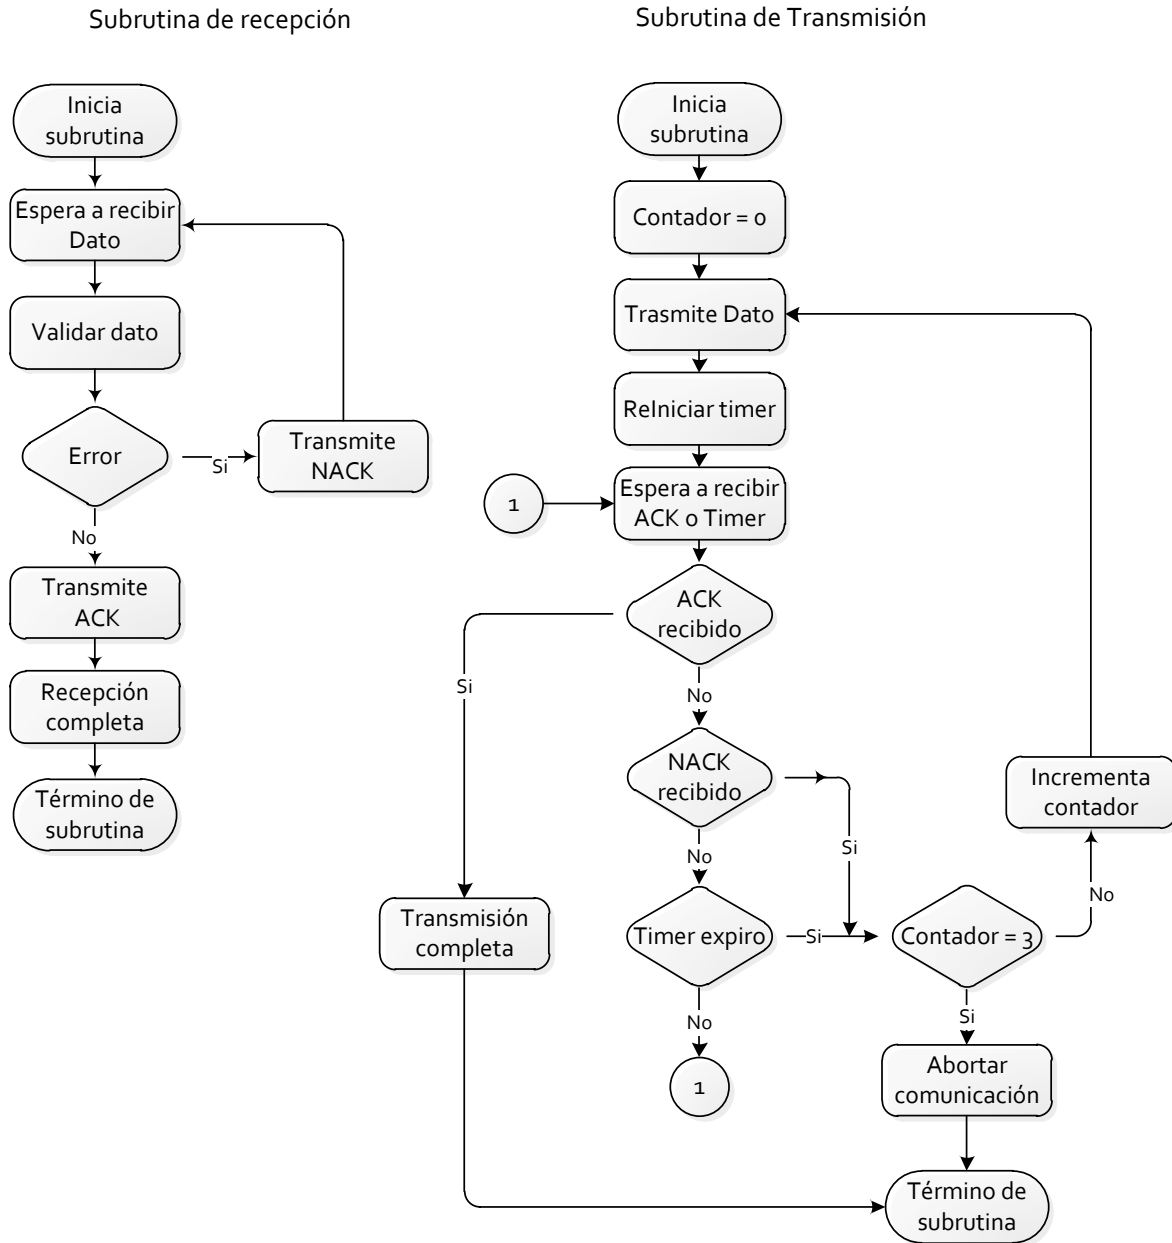 Subrutina de recepción
Inicia
subrutina
Espera a recibir
Dato
Validar dato
Error
Si
Transmite
NACK
No
Transmite
ACK
Recepción
completa
Término de
subrutina
Subrutina de Transmisión
Inicia
subrutina
Contador = 0
Trasmite Dato
ReIniciar timer
1
Espera a recibir
ACK o Timer
ACK
recibido
Si
No
NACK
recibido
Si
No
Timer expiro
Si
No
1
Contador = 3
No
Incrementa
contador
Si
Abortar
comunicación
Transmisión
completa
Término de
subrutina